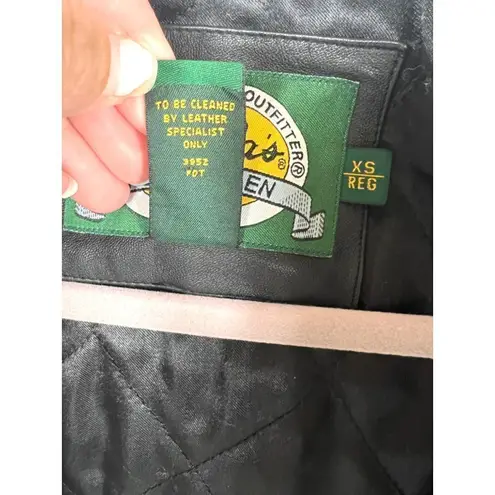 TO BE CLEANED
BY LEATHER
SPECIALIST
ONLY
3952
OUTFITTER®
XS
REG